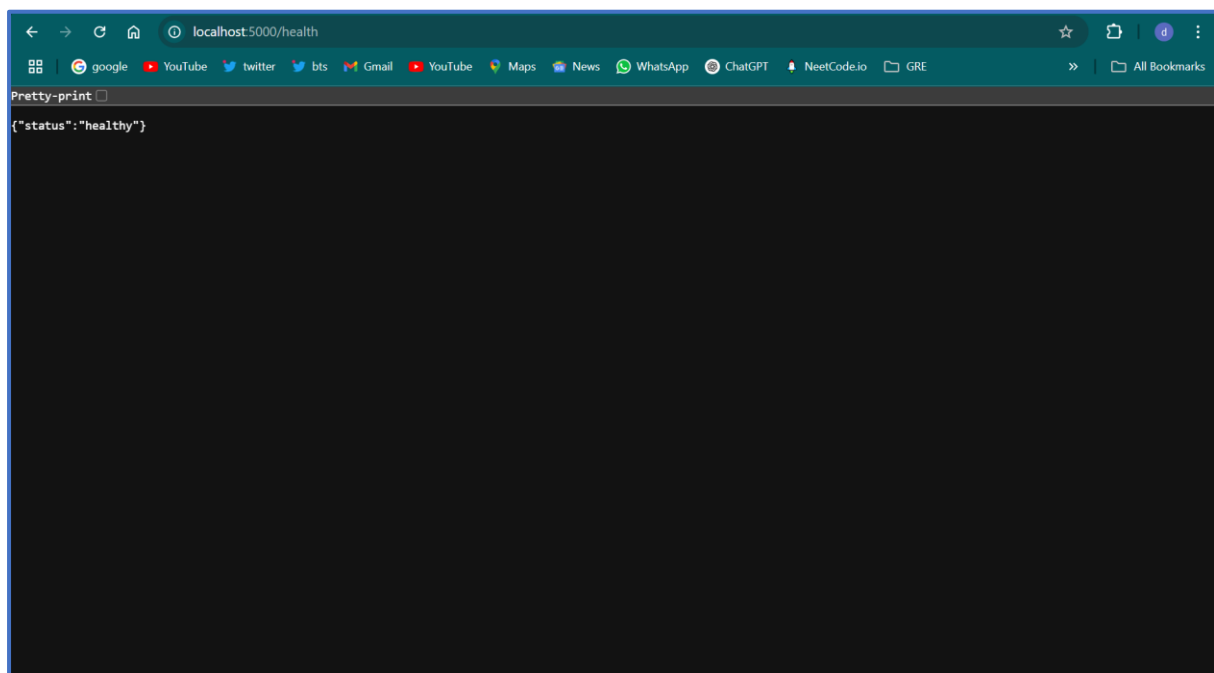 localhost:5000/health
d
google YouTube twitter bts Gmail YouTube Maps News WhatsApp ChatGPT NeetCode.io GRE » All Bookmarks
Pretty-print
{"status":"healthy"}